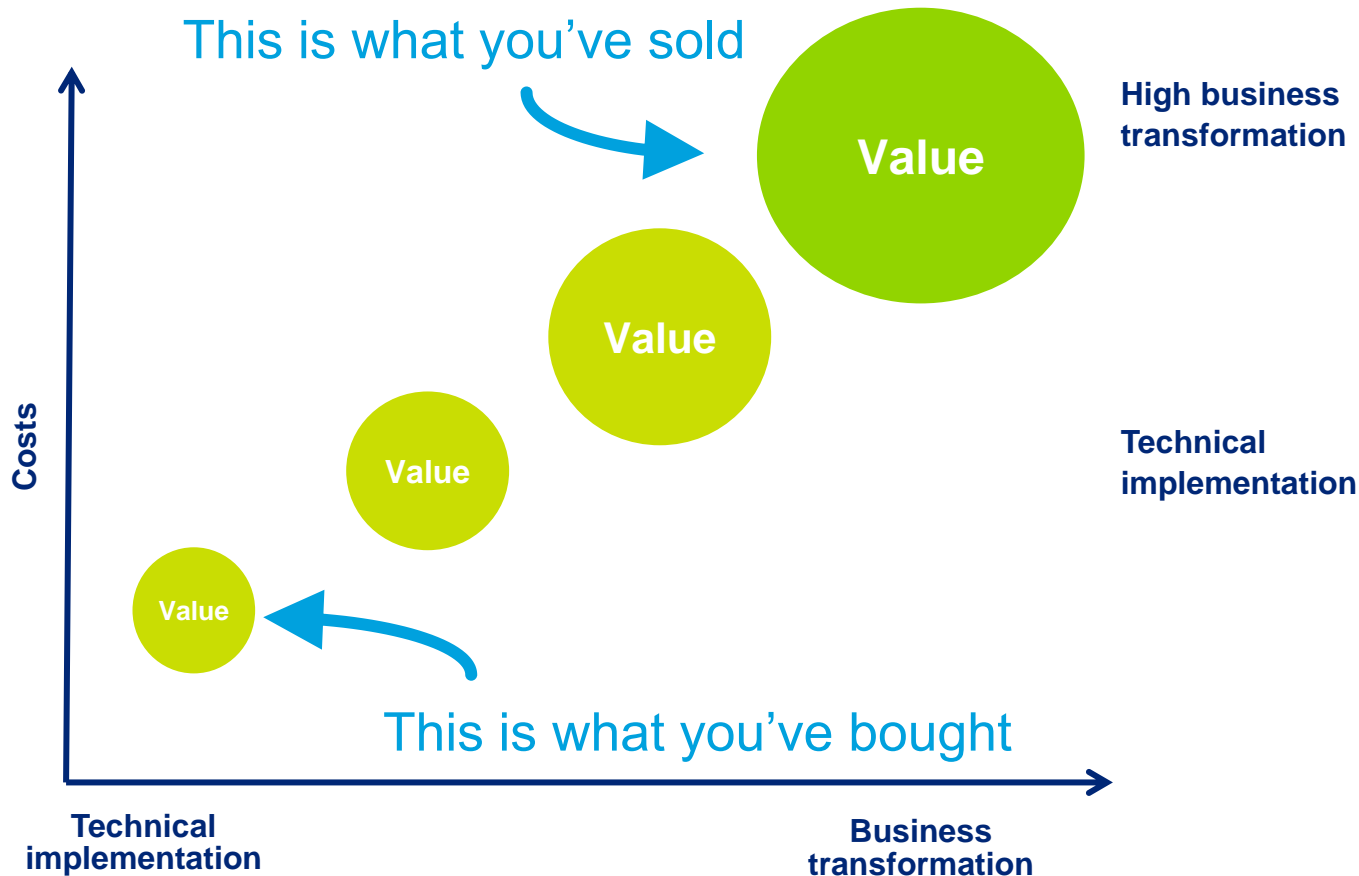 This is what you’ve sold
High business
transformation
Value
Value
Technical
implementation
Value
Costs
Value
This is what you’ve bought
Technical
implementation
Business
transformation